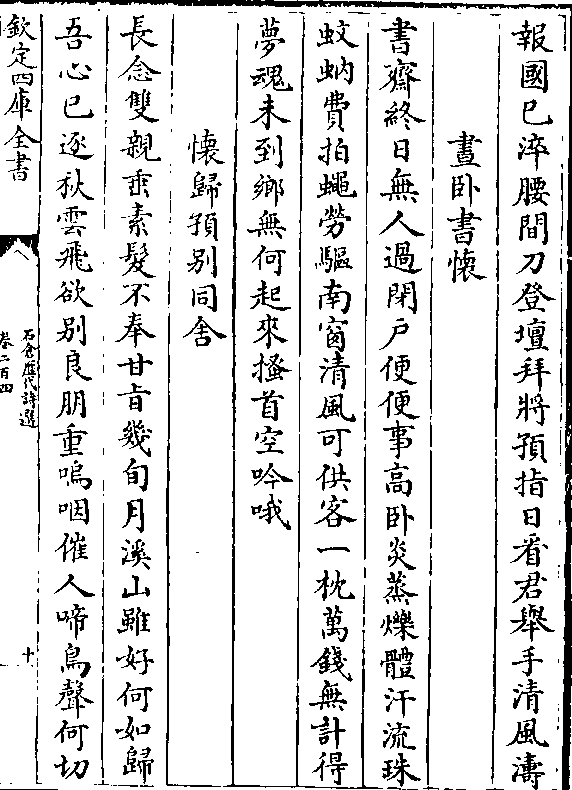 報國已淬腰間刀登壇拜將預指日看君舉手清風濤
晝卧書懷
書齋終日無人過閉戸便便事高卧炎蒸爍體汗流珠
蚊蚋費拍蠅勞驅南窗清風可供客一枕萬錢無計得
夢魂未到鄉無何起來搔首空吟哦
懷歸預别同舍
長念雙親垂素髮不奉甘旨幾旬月溪山雖好何如歸
吾心已逐秋雲飛欲别良朋重嗚咽催人啼鳥聲何切
欽定四庫全書
石倉歷代詩選
卷二百四
十